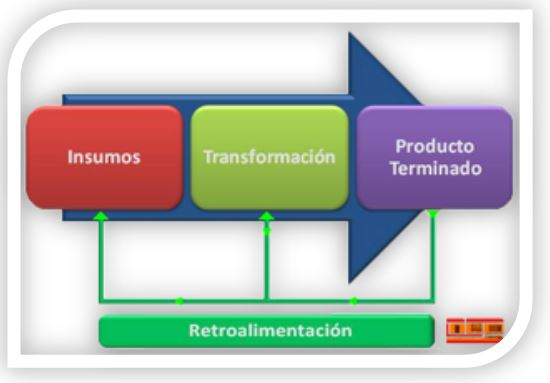 Insumos
Transformación
Producto
Terminado
Retroalimentación